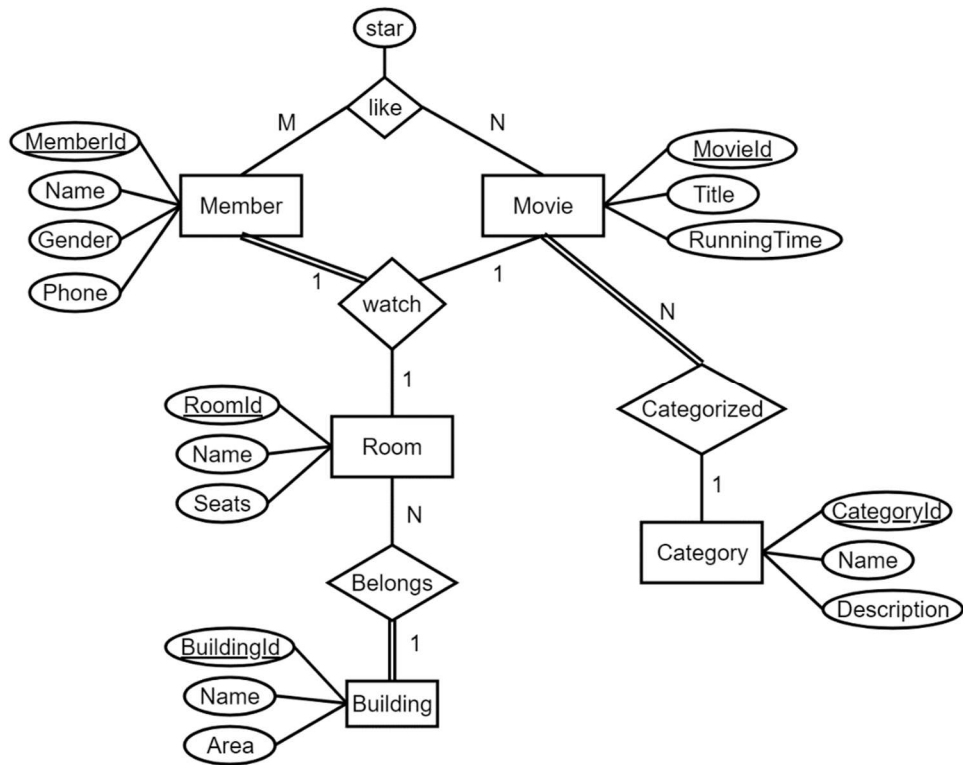 star
like
M
N
MemberId
Name
Gender
Phone
Member
Movie
MovieId
Title
RunningTime
1
1
watch
N
1
RoomId
Name
Seats
Room
Categorized
N
1
Category
CategoryId
Name
Description
Belongs
1
BuildingId
Name
Area
Building